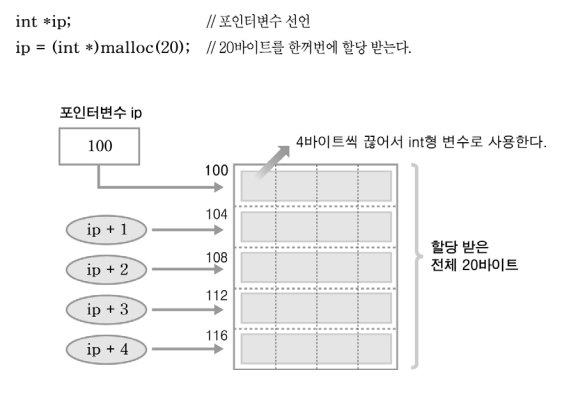 int *ip; // 포인터변수 선언
ip = (int *)malloc(20); // 20바이트를 한꺼번에 할당 받는다.
포인터변수 ip
100
4바이트씩 끊어서 int형 변수로 사용한다.
100
ip + 1
104
ip + 2
108
ip + 3
112
ip + 4
116
할당 받은
전체 20바이트